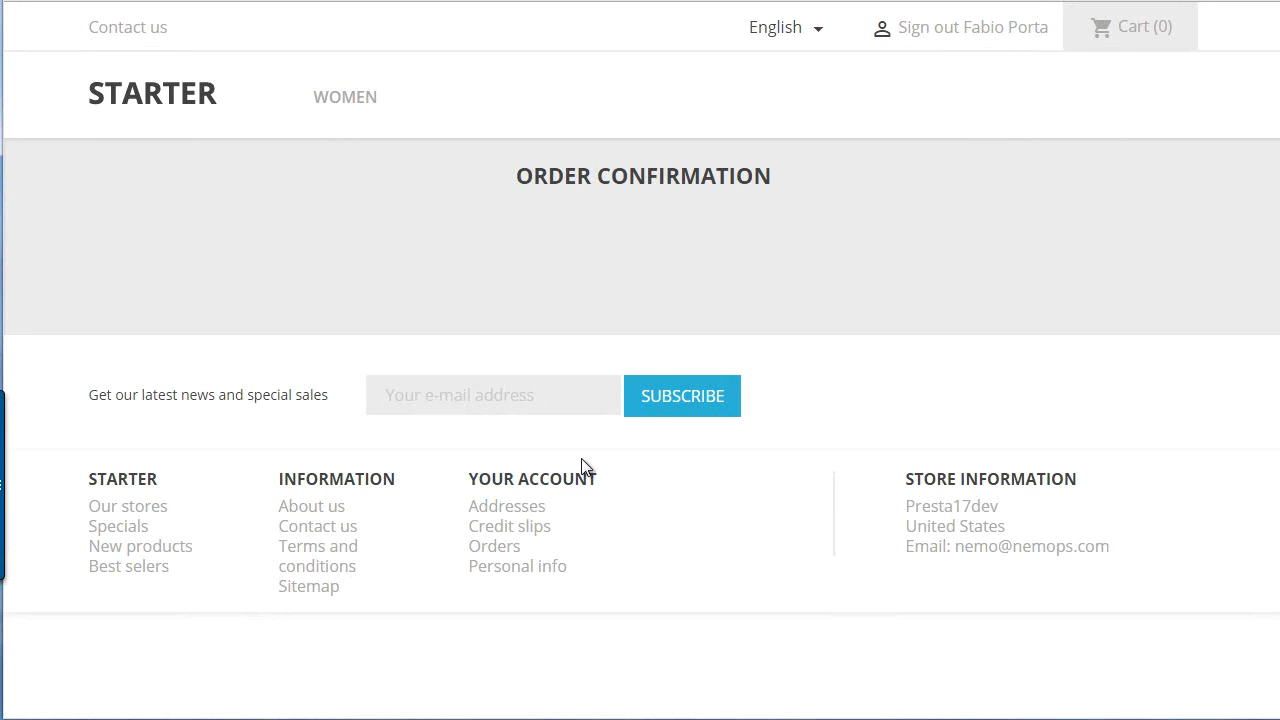 Contact us
English
Sign out Fabio Porta
Cart (0)
STARTER
WOMEN
ORDER CONFIRMATION
Get our latest news and special sales
Your e-mail address
SUBSCRIBE
STARTER
Our stores
Specials
New products
Best selers
INFORMATION
About us
Contact us
Terms and
conditions
Sitemap
YOUR ACCOUNT
Addresses
Credit slips
Orders
Personal info
STORE INFORMATION
Presta17dev
United States
Email: nemo@nemops.com